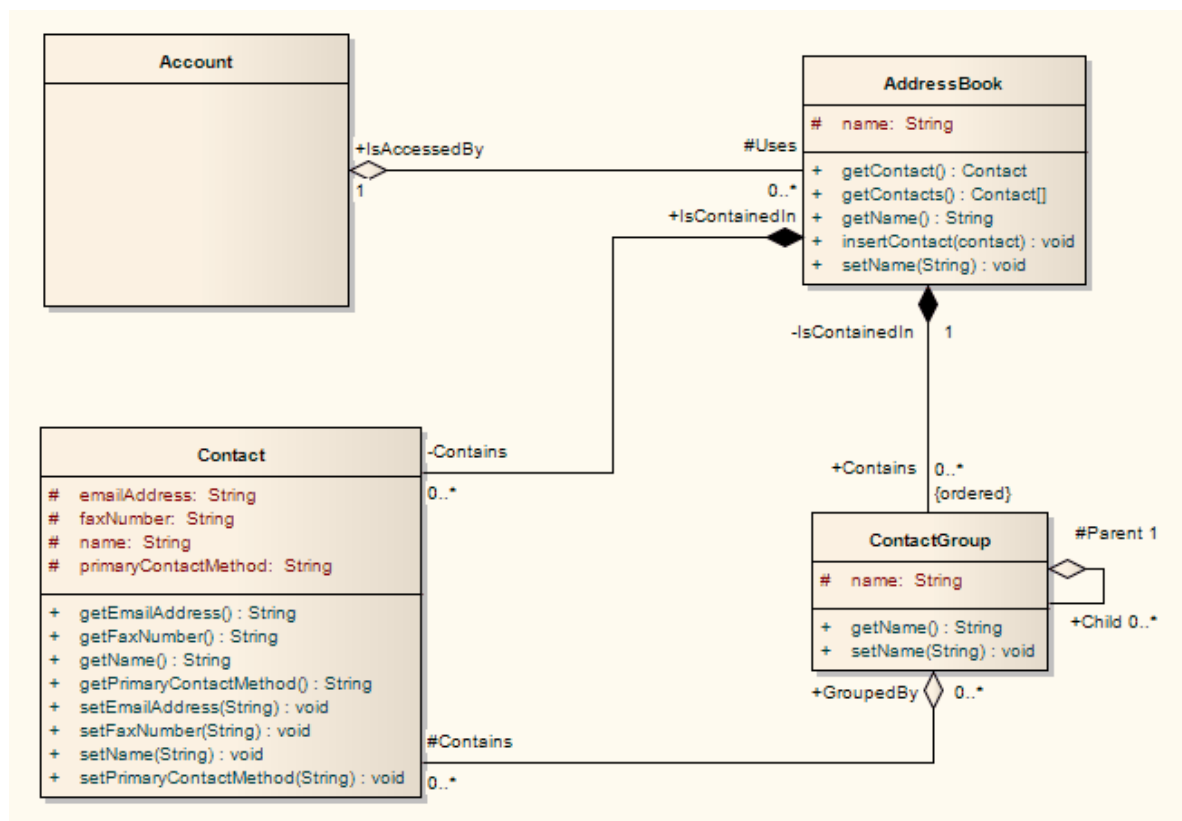 Account
AddressBook
# name: String
+IsAccessedBy
#Uses
1
0..*
+ getContact() : Contact
+ getContacts() : Contact[]
+ getName() : String
+ insertContact(contact) : void
+ setName(String) : void
+IsContainedIn
-IsContainedIn 1
+Contains 0..*
{ordered}
Contact
-Contains
0..*
# emailAddress: String
# faxNumber: String
# name: String
# primaryContactMethod: String
+ getEmailAddress() : String
+ getFaxNumber() : String
+ getName() : String
+ getPrimaryContactMethod() : String
+ setEmailAddress(String) : void
+ setFaxNumber(String) : void
+ setName(String) : void
+ setPrimaryContactMethod(String) : void
ContactGroup
# name: String
+ getName() : String
+ setName(String) : void
#Parent 1
+Child 0..*
+GroupedBy 0..*
#Contains
0..*